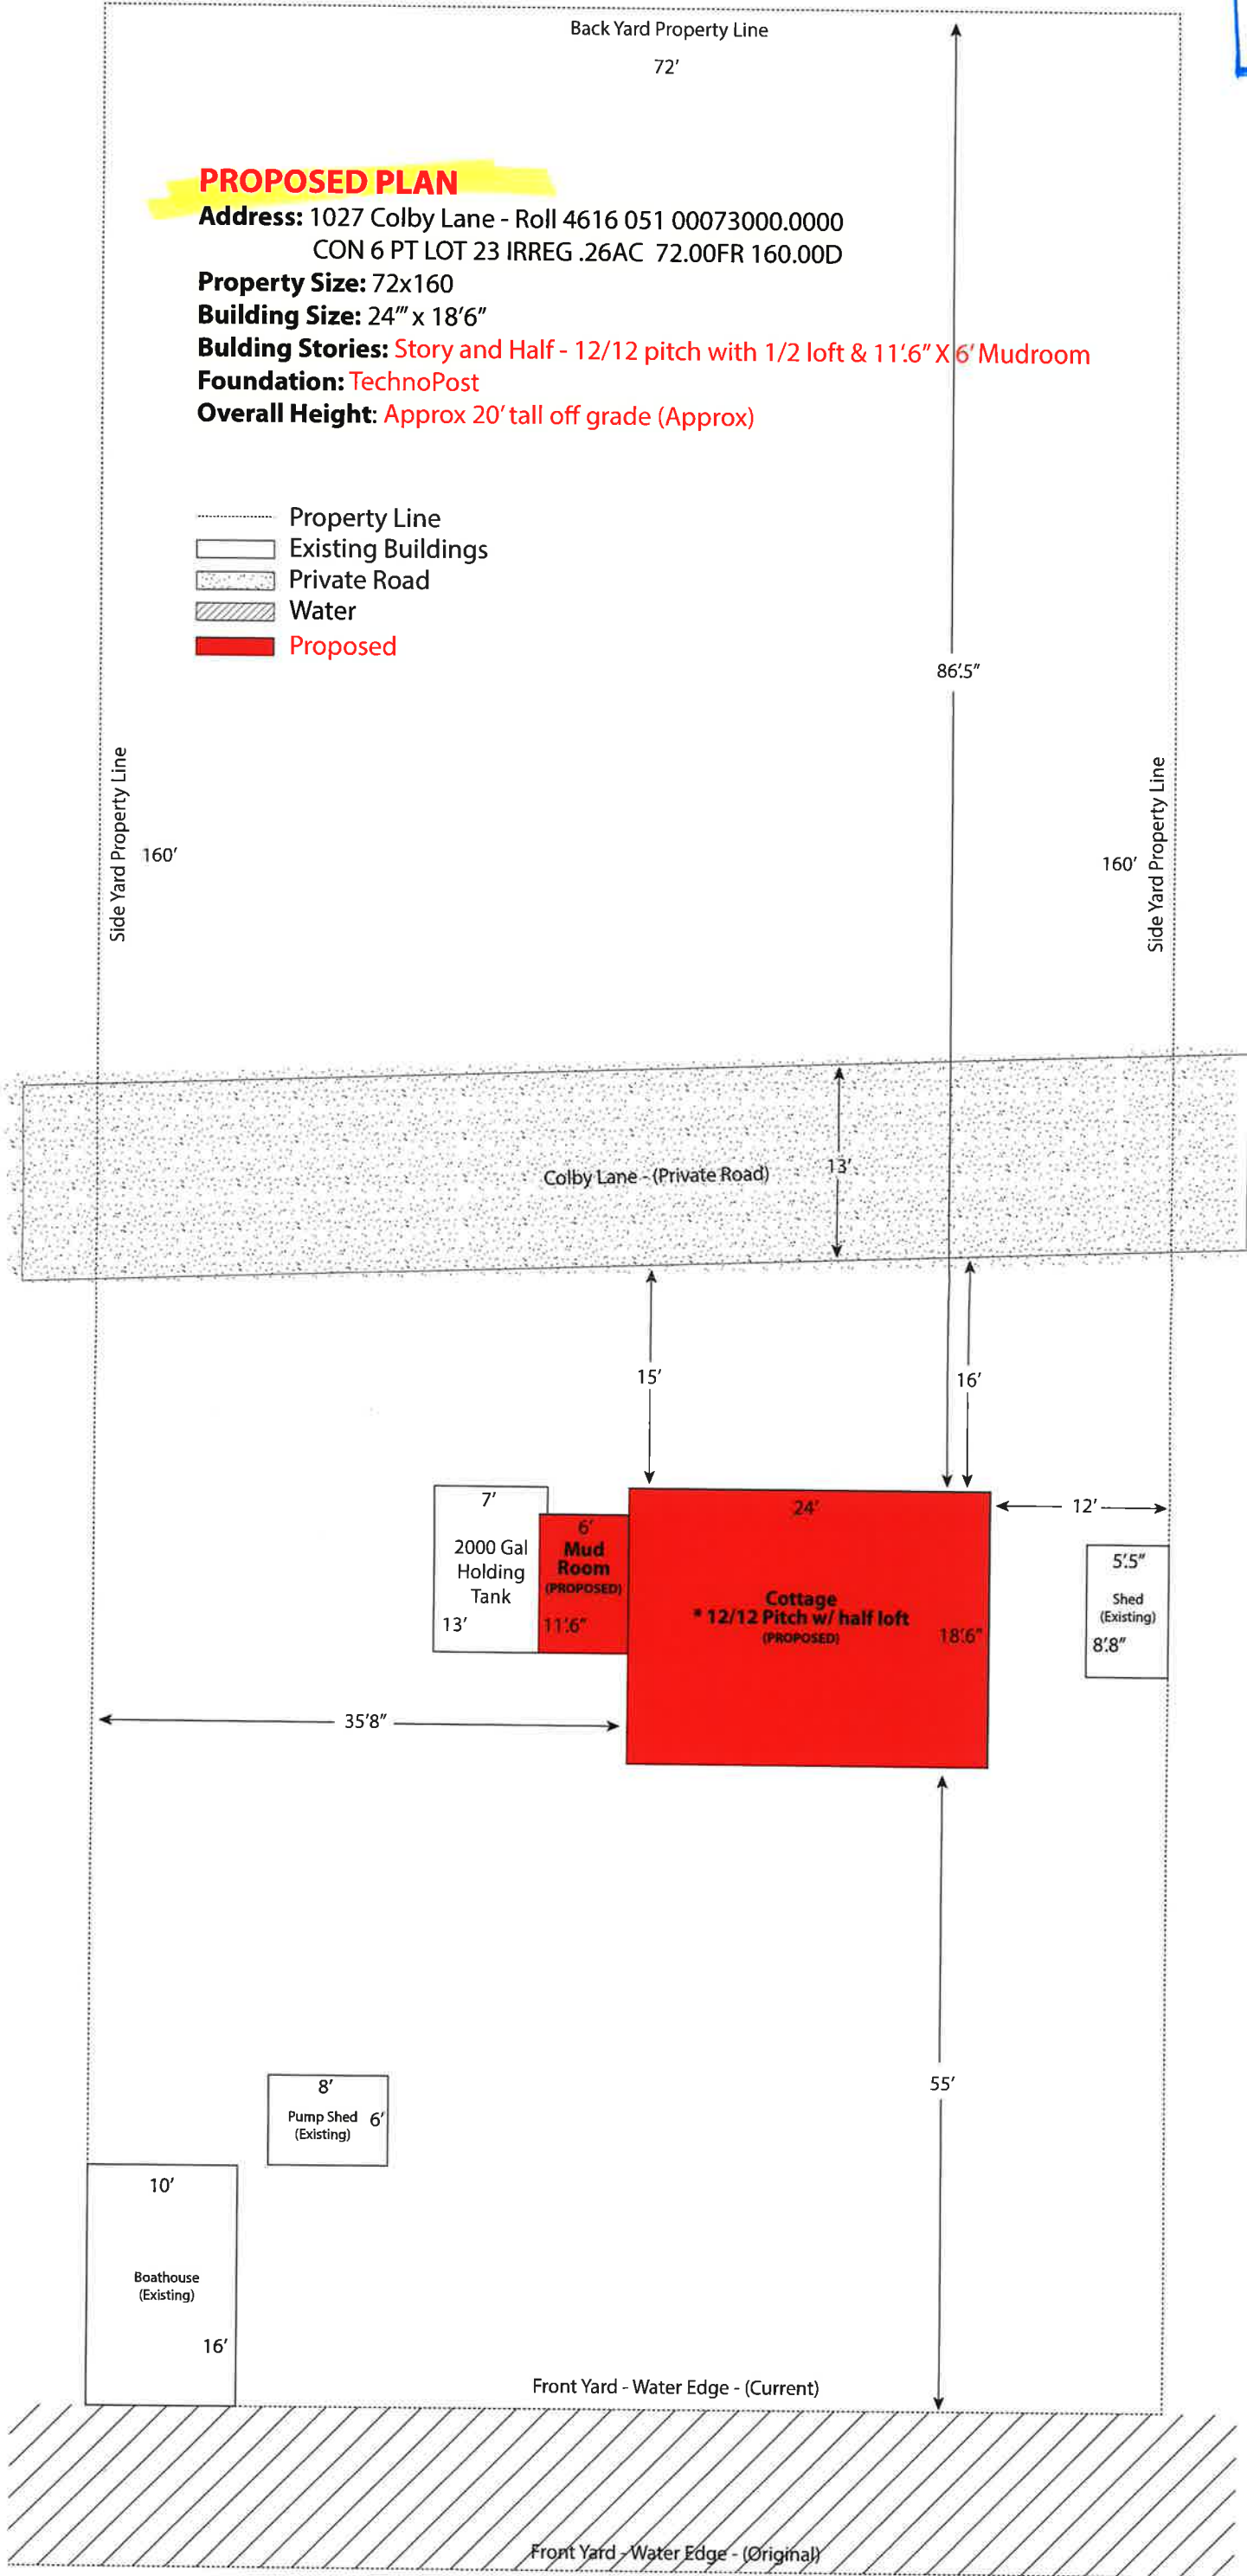 Back Yard Property Line
72'
PROPOSED PLAN
Address: 1027 Colby Lane - Roll 4616 051 00073000.0000
CON 6 PT LOT 23 IRREG .26AC 72.00FR 160.00D
Property Size: 72x160
Building Size: 24'" x 18'6"
Bulding Stories: Story and Half - 12/12 pitch with 1/2 loft & 11'.6" X 6' Mudroom
Foundation: TechnoPost
Overall Height: Approx 20' tall off grade (Approx)
Property Line
Existing Buildings
Private Road
Water
Proposed
86'.5"
Side Yard Property Line
160'
160'
Side Yard Property Line
Colby Lane - (Private Road)
13'
15'
16'
7'
2000 Gal
Holding
Tank
13'
6'
Mud
Room
(PROPOSED)
11'.6"
24'
Cottage
* 12/12 Pitch w/ half loft
(PROPOSED)
18'.6"
12'
5'.5"
Shed
(Existing)
8'.8"
35'8"
55'
8'
Pump Shed
(Existing)
6'
10'
Boathouse
(Existing)
16'
Front Yard - Water Edge - (Current)
Front Yard - Water Edge - (Original)